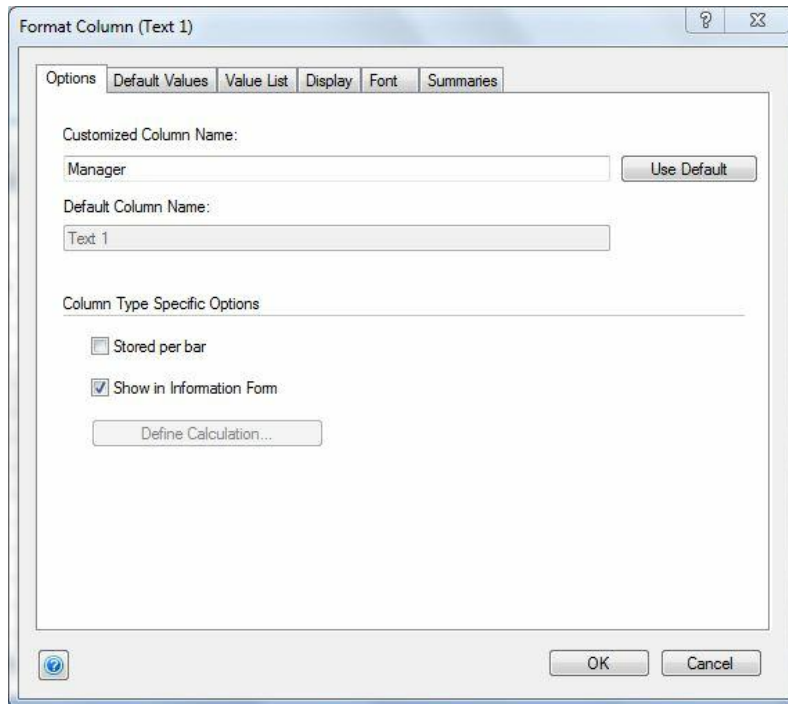 Format Column (Text 1)
Options Default Values Value List Display Font Summaries
Customized Column Name:
Manager Use Default
Default Column Name:
Text 1
Column Type Specific Options
Stored per bar
Show in Information Form
Define Calculation...
OK Cancel